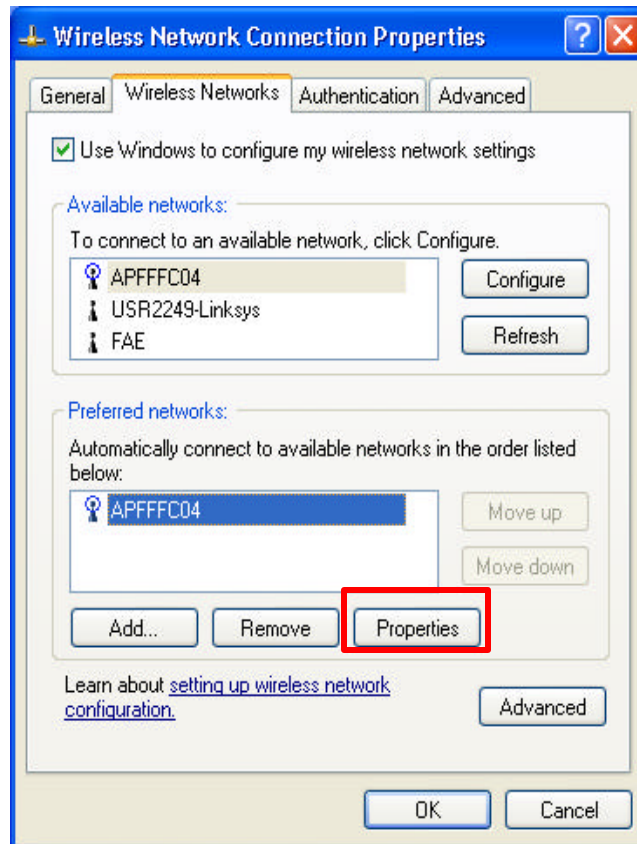 Wireless Network Connection Properties
?
General
Wireless Networks
Authentication
Advanced
Use Windows to configure my wireless network settings
Available networks:
To connect to an available network, click Configure.
APFFFC04
USR2249-Linksys
FAE
Configure
Refresh
Preferred networks:
Automatically connect to available networks in the order listed
below:
APFFFC04
Move up
Move down
Add...
Remove
Properties
Learn about setting up wireless network
configuration.
Advanced
OK
Cancel